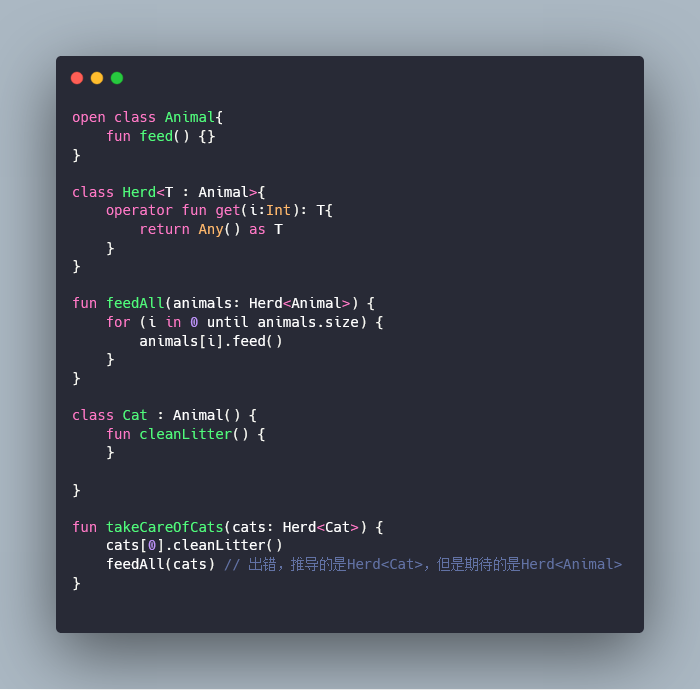 open class Animal{
    fun feed() {}
}

class Herd<T : Animal>{
    operator fun get(i:Int): T{
        return Any() as T
    }
}

fun feedAll(animals: Herd<Animal>) {
    for (i in 0 until animals.size) {
        animals[i].feed()
    }
}

class Cat : Animal() {
    fun cleanLitter() {
    }

}

fun takeCareOfCats(cats: Herd<Cat>) {
    cats[0].cleanLitter()
    feedAll(cats) // 出错，推导的是Herd<Cat>，但是期待的是Herd<Animal>
}